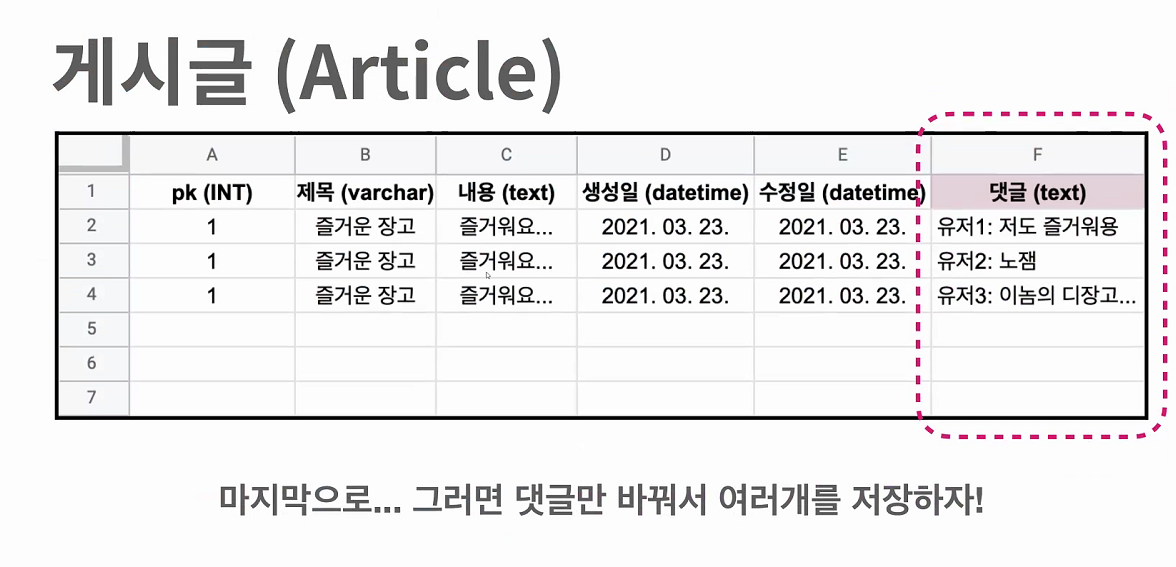 게시글 (Article)
A B C D E F
1 pk (INT) 제목 (varchar) 내용 (text) 생성일 (datetime) 수정일 (datetime) 댓글 (text)
2 1 즐거운 장고 즐거워요... 2021. 03. 23. 2021. 03. 23. 유저1: 저도 즐거워용
3 1 즐거운 장고 즐거워요... 2021. 03. 23. 2021. 03. 23. 유저2: 노잼
4 1 즐거운 장고 즐거워요... 2021. 03. 23. 2021. 03. 23. 유저3: 이놈의 디장고...
5
6
7
마지막으로... 그러면 댓글만 바꿔서 여러개를 저장하자!